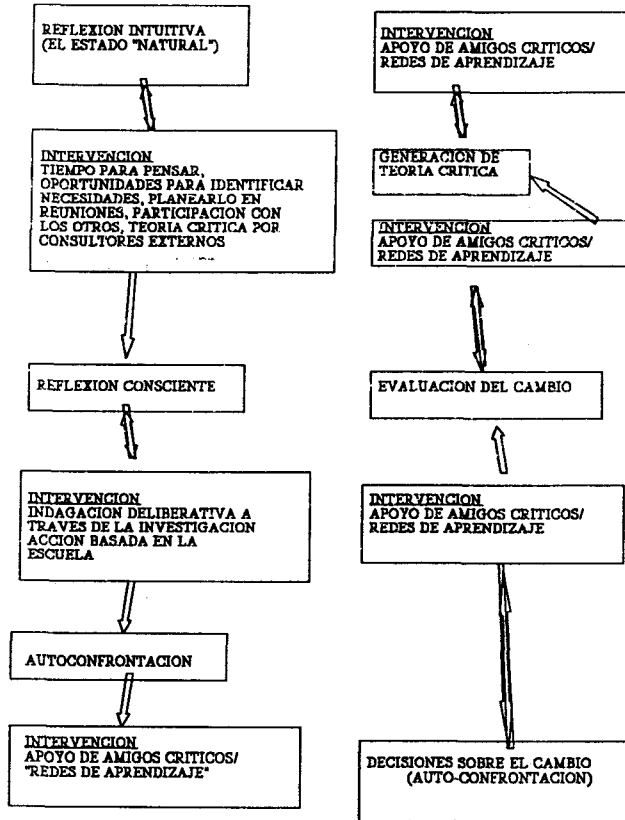 REFLEXION INTUITIVA
(EL ESTADO "NATURAL")
INTERVENCION
TIEMPO PARA PENSAR,
OPORTUNIDADES PARA IDENTIFICAR
NECESIDADES, PLANEARLO EN
REUNIONES, PARTICIPACION CON
LOS OTROS, TEORIA CRITICA POR
CONSULTORES EXTERNOS
REFLEXION CONSCIENTE
INTERVENCION
INDAGACION DELIBERATIVA A
TRAVES DE LA INVESTIGACION
ACCION BASADA EN LA
ESCUELA
AUTOCONFRONTACION
INTERVENCION
APOYO DE AMIGOS CRITICOS/
"REDES DE APRENDIZAJE"
INTERVENCION
APOYO DE AMIGOS CRITICOS/
REDES DE APRENDIZAJE
GENERACION DE
TEORIA CRITICA
INTERVENCION
APOYO DE AMIGOS CRITICOS/
REDES DE APRENDIZAJE
EVALUACION DEL CAMBIO
INTERVENCION
APOYO DE AMIGOS CRITICOS/
REDES DE APRENDIZAJE
DECISIONES SOBRE EL CAMBIO
(AUTO-CONFRONTACION)